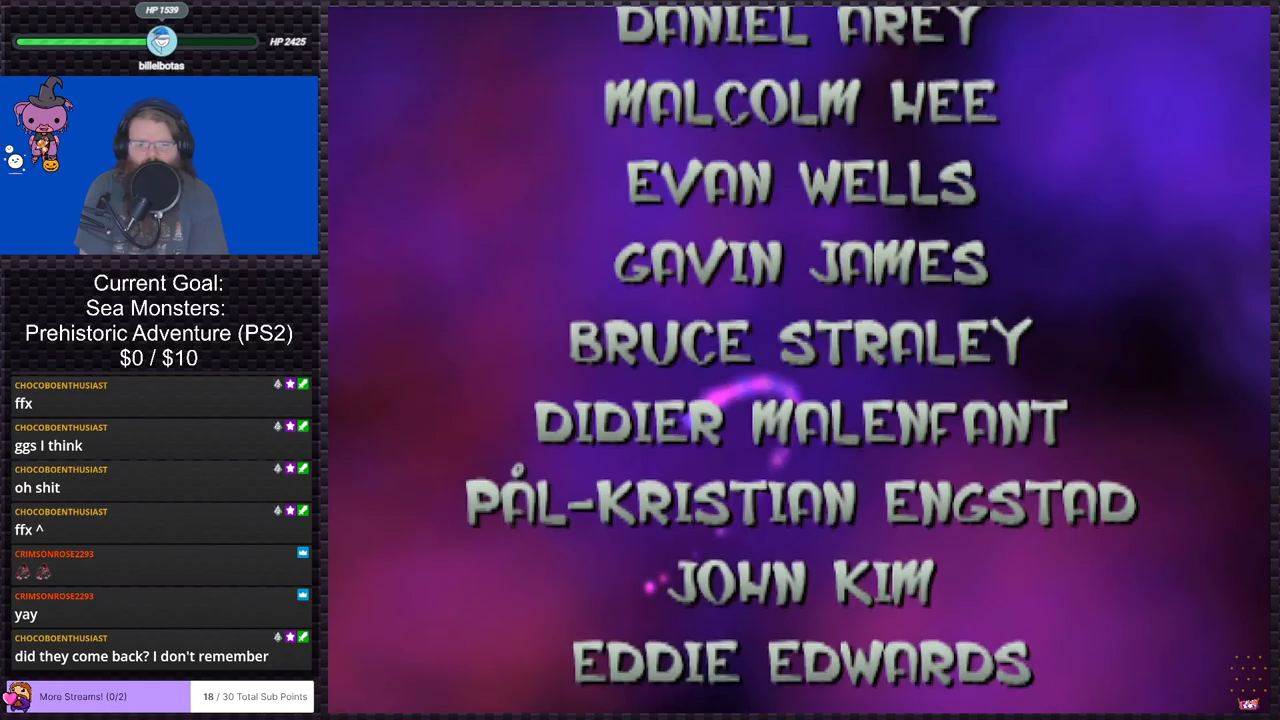 HP 1539
HP 2425
billelbotas
Current Goal:
Sea Monsters:
Prehistoric Adventure (PS2)
$0 / $10
CHOCOBOENTHUSIAST
ffx
CHOCOBOENTHUSIAST
ggs I think
CHOCOBOENTHUSIAST
oh shit
CHOCOBOENTHUSIAST
ffx ^
CRIMSONROSE2293
CRIMSONROSE2293
yay
CHOCOBOENTHUSIAST
did they come back? I don't remember
More Streams! (0/2)
18 / 30 Total Sub Points
DANIEL AREY
MALCOLM HEE
EVAN WELLS
GAVIN JAMES
BRUCE STRALEY
DIDIER MALENFANT
PÅL-KRISTIAN ENGSTAD
JOHN KIM
EDDIE EDWARDS